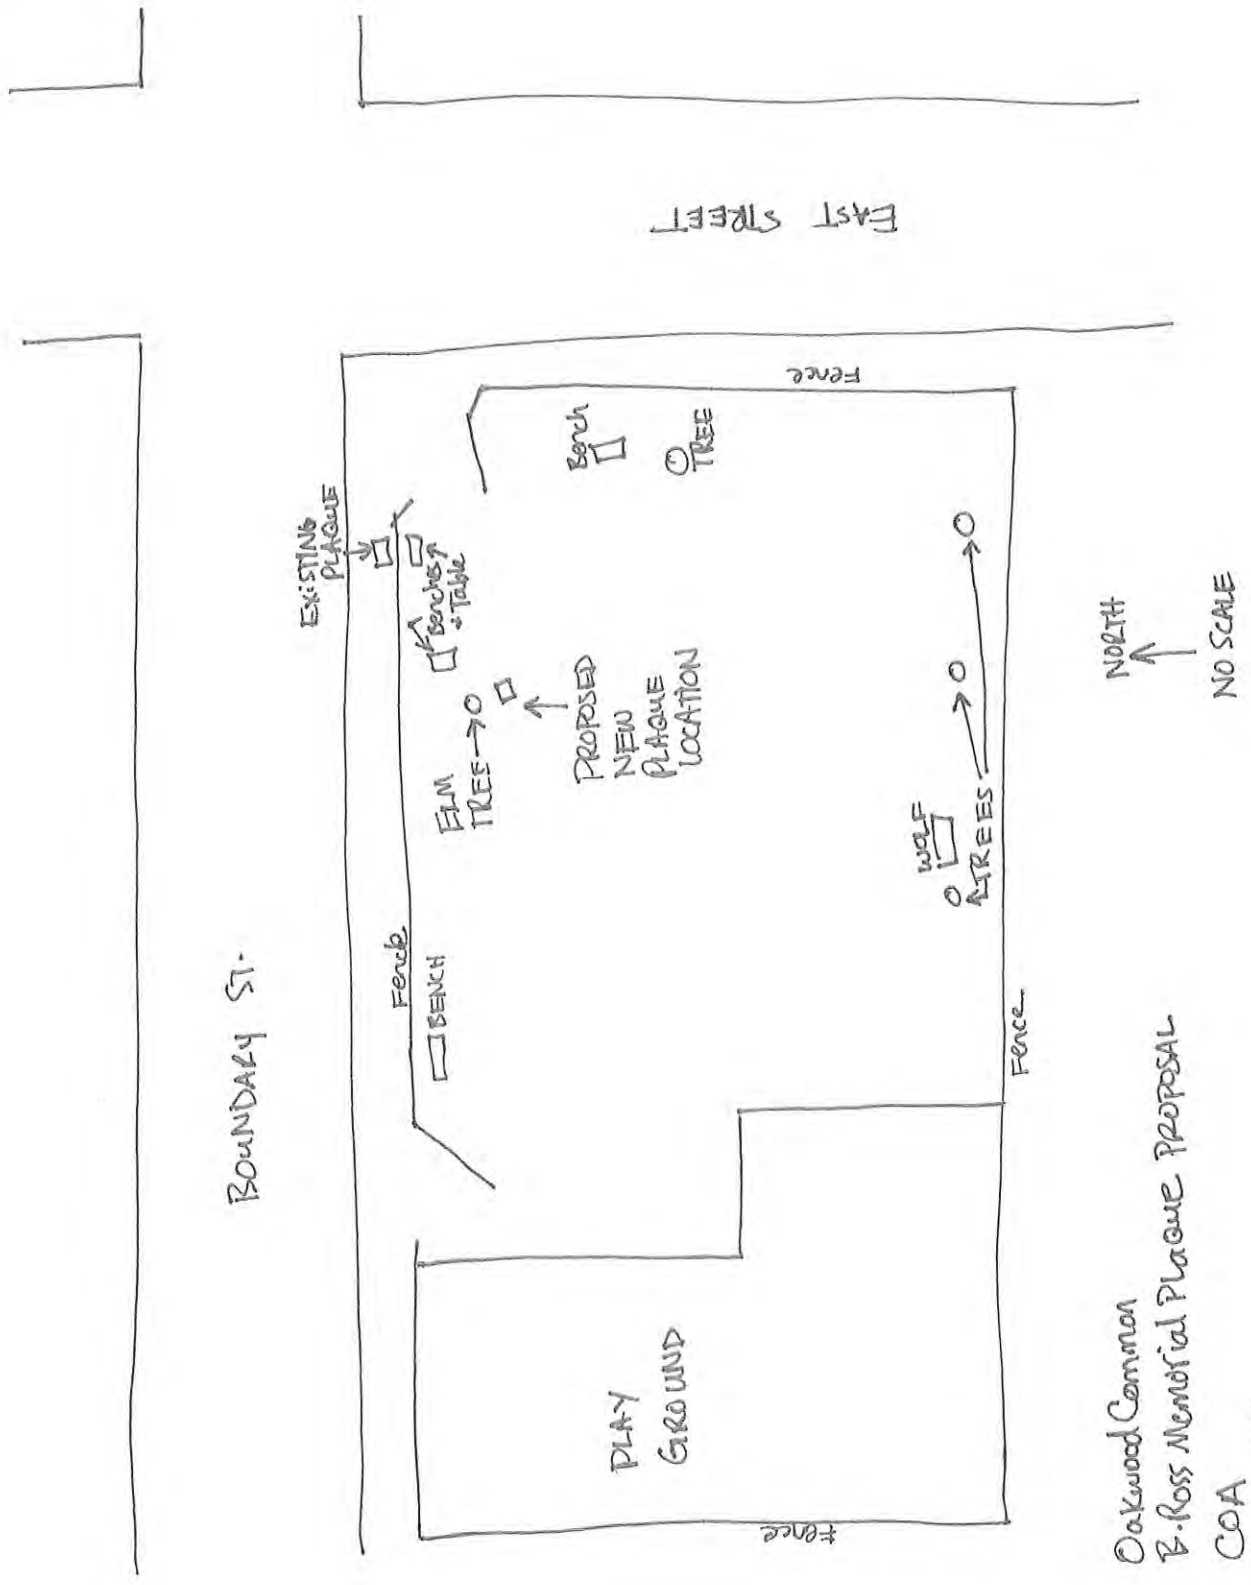 BOUNDARY ST.
EAST STREET
EXISTING
PLAQUE
Fence
BENCH
ELM
TREE
Benches
+ Table
PROPOSED
NEW
PLAQUE
LOCATION
Bench
TREE
Fence
PLAY
GROUND
Fence
WOLF
TREES
Fence
Oakwood Common
B. Ross Memorial Plaque PROPOSAL
COA
NORTH
NO SCALE